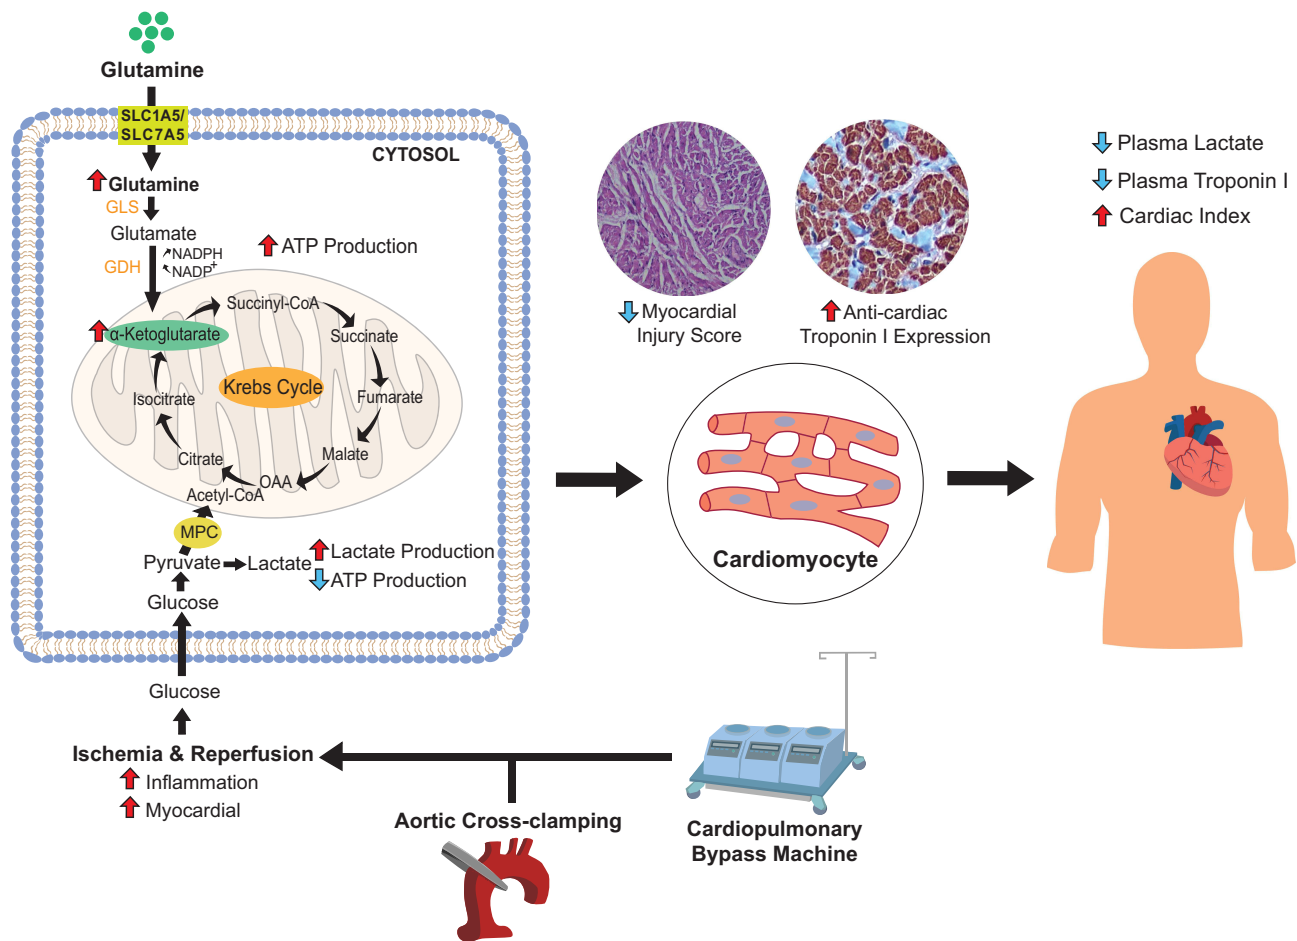 Glutamine
SLC1A5/
SLC7A5
CYTOSOL
Glutamine
GLS
Glutamate
GDH
NADPH
NADP+
ATP Production
Succinyl-CoA
α-Ketoglutarate
Succinate
Krebs Cycle
Isocitrate
Fumarate
Citrate
Malate
OAA
Acetyl-CoA
MPC
Pyruvate
Lactate
Lactate Production
ATP Production
Glucose
Glucose
Ischemia & Reperfusion
Inflammation
Myocardial
Aortic Cross-clamping
Cardiopulmonary
Bypass Machine
Myocardial
Injury Score
Anti-cardiac
Troponin I Expression
Cardiomyocyte
Plasma Lactate
Plasma Troponin I
Cardiac Index